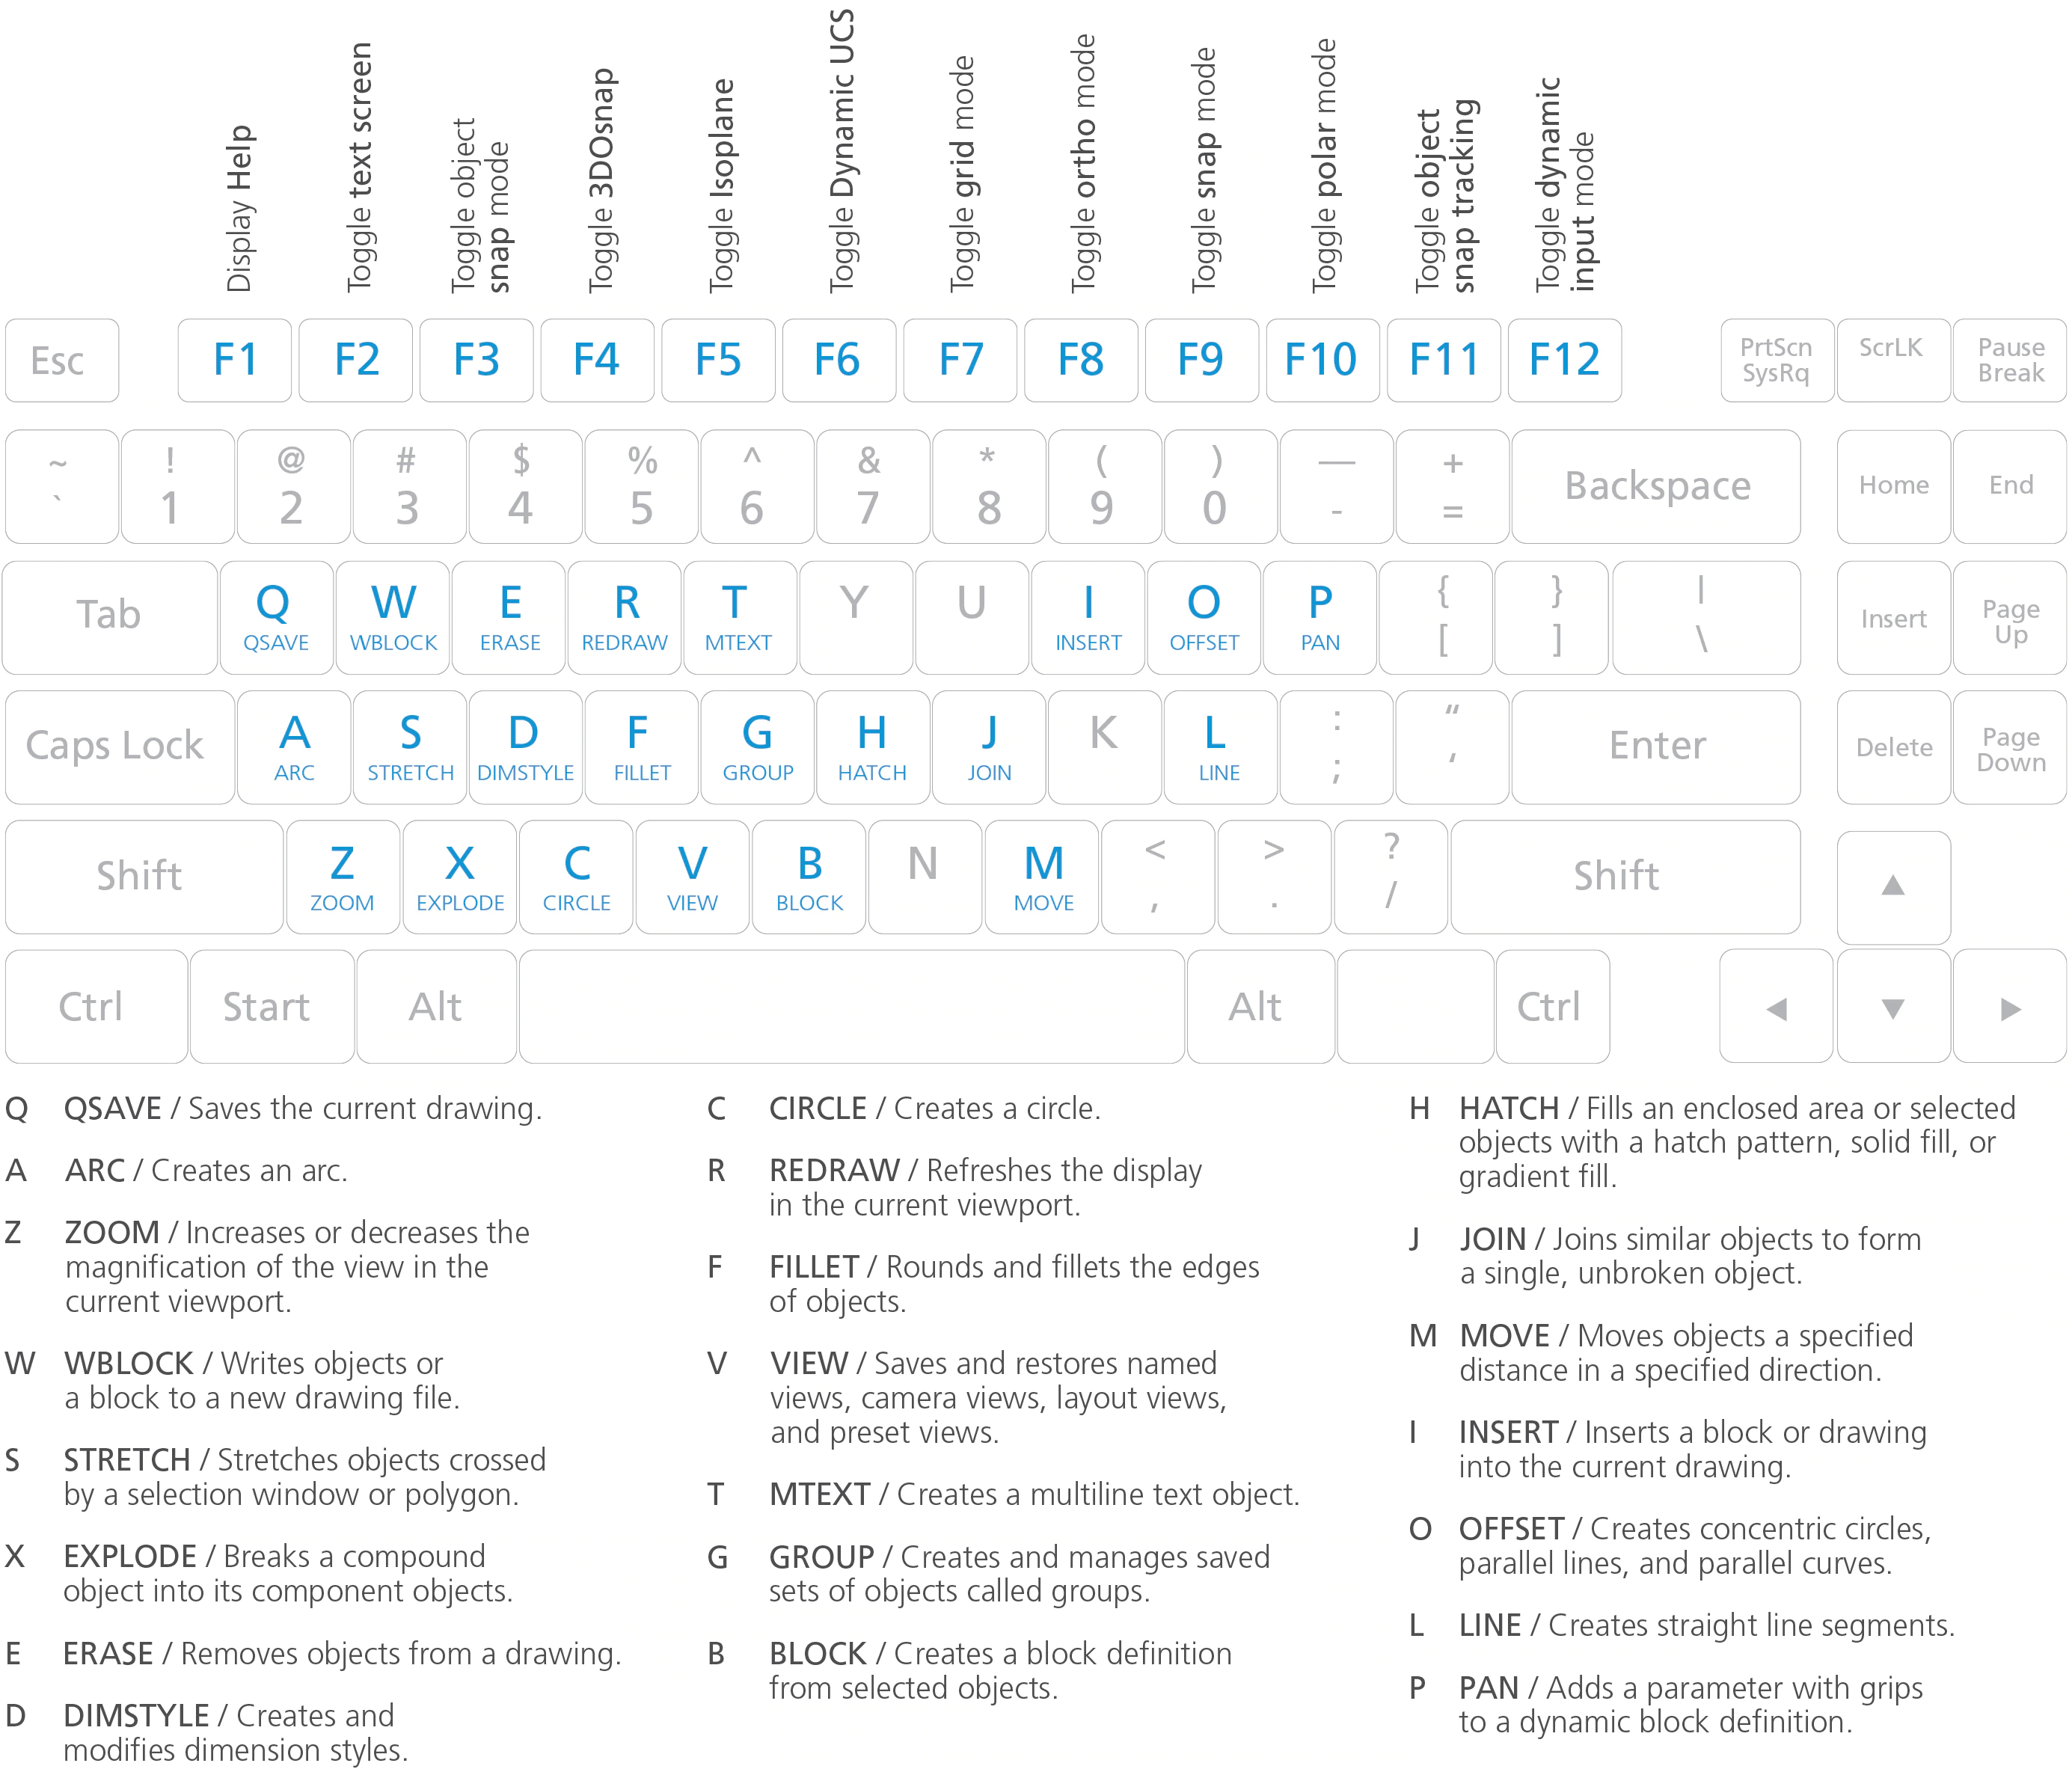 Display Help
Toggle text screen
Toggle object
snap mode
Toggle 3DOsnap
Toggle Isoplane
Toggle Dynamic UCS
Toggle grid mode
Toggle ortho mode
Toggle snap mode
Toggle polar mode
Toggle object
snap tracking
Toggle dynamic
input mode
Esc
F1
F2
F3
F4
F5
F6
F7
F8
F9
F10
F11
F12
PrtScn
SysRq
ScrLK
Pause
Break
~
`
!
1
@
2
#
3
$
4
%
5
^
6
&
7
*
8
(
9
)
0
—
-
+
=
Backspace
Home
End
Tab
Q
QSAVE
W
WBLOCK
E
ERASE
R
REDRAW
T
MTEXT
Y
U
I
INSERT
O
OFFSET
P
PAN
{
[
}
]
|
\
Insert
Page
Up
Caps Lock
A
ARC
S
STRETCH
D
DIMSTYLE
F
FILLET
G
GROUP
H
HATCH
J
JOIN
K
L
LINE
:
;
“
‘
Enter
Delete
Page
Down
Shift
Z
ZOOM
X
EXPLODE
C
CIRCLE
V
VIEW
B
BLOCK
N
M
MOVE
<
,
>
.
?
/
Shift
▲
Ctrl
Start
Alt
Alt
Ctrl
◀
▼
▶
Q QSAVE / Saves the current drawing.
A ARC / Creates an arc.
Z ZOOM / Increases or decreases the
magnification of the view in the
current viewport.
W WBLOCK / Writes objects or
a block to a new drawing file.
S STRETCH / Stretches objects crossed
by a selection window or polygon.
X EXPLODE / Breaks a compound
object into its component objects.
E ERASE / Removes objects from a drawing.
D DIMSTYLE / Creates and
modifies dimension styles.
C CIRCLE / Creates a circle.
R REDRAW / Refreshes the display
in the current viewport.
F FILLET / Rounds and fillets the edges
of objects.
V VIEW / Saves and restores named
views, camera views, layout views,
and preset views.
T MTEXT / Creates a multiline text object.
G GROUP / Creates and manages saved
sets of objects called groups.
B BLOCK / Creates a block definition
from selected objects.
H HATCH / Fills an enclosed area or selected
objects with a hatch pattern, solid fill, or
gradient fill.
J JOIN / Joins similar objects to form
a single, unbroken object.
M MOVE / Moves objects a specified
distance in a specified direction.
I INSERT / Inserts a block or drawing
into the current drawing.
O OFFSET / Creates concentric circles,
parallel lines, and parallel curves.
L LINE / Creates straight line segments.
P PAN / Adds a parameter with grips
to a dynamic block definition.